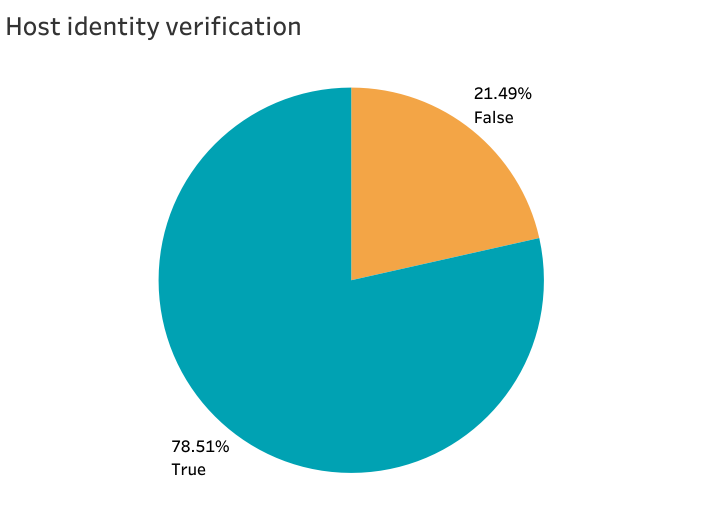 Host identity verification
21.49%
False
78.51%
True